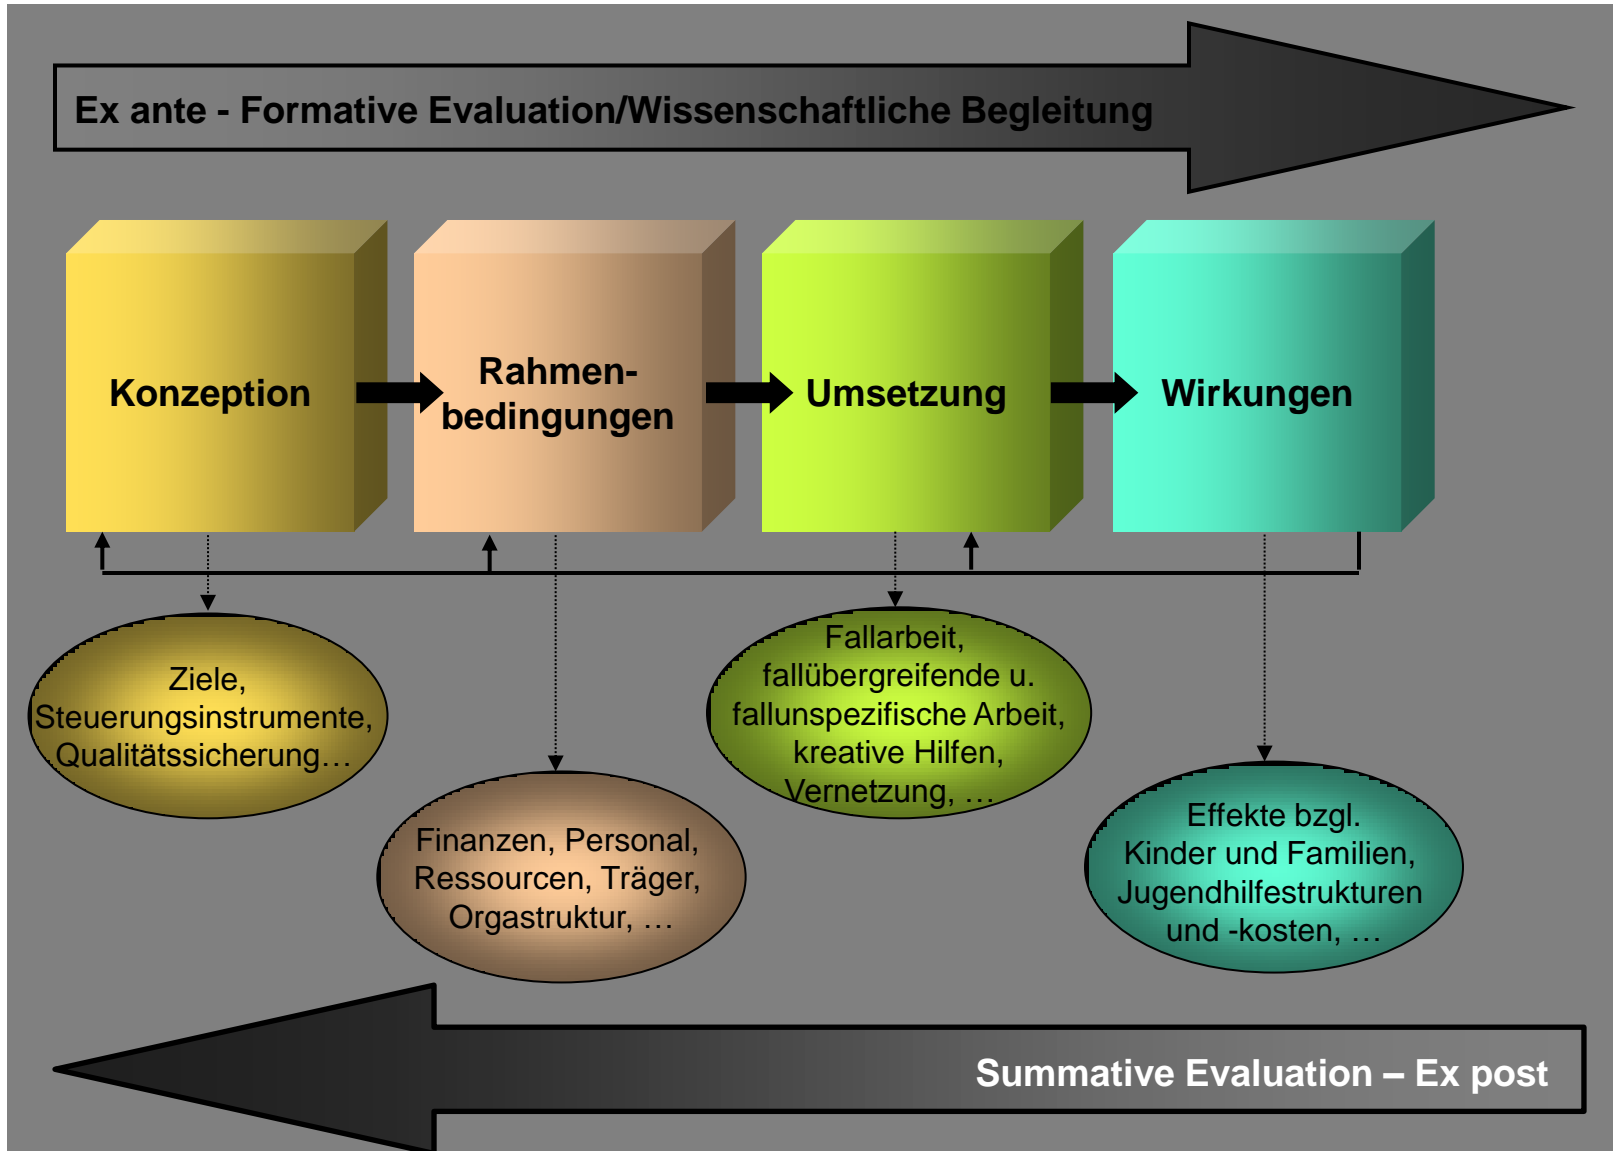 Ex ante - Formative Evaluation/Wissenschaftliche Begleitung
Konzeption
Rahmen-
bedingungen
Umsetzung
Wirkungen
Ziele,
Steuerungsinstrumente,
Qualitätssicherung…
Finanzen, Personal,
Ressourcen, Träger,
Orgastruktur, …
Fallarbeit,
fallübergreifende u.
fallunspezifische Arbeit,
kreative Hilfen,
Vernetzung, …
Effekte bzgl.
Kinder und Familien,
Jugendhilfestrukturen
und -kosten, …
Summative Evaluation – Ex post